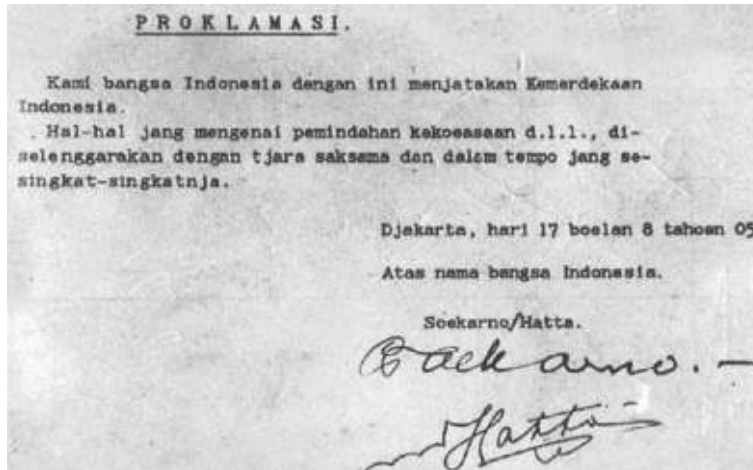 PROKLAMASI.
Kami bangsa Indonesia dengan ini menjatakan Kemerdekaan
Indonesia.
Hal-hal jang mengenai pemindahan kekoeasaan d.l.l., di-
selenggarakan dengan tjara saksama dan dalam tempo jang se-
singkat-singkatnja.
Djakarta, hari 17 boelan 8 tahoen 05
Atas nama bangsa Indonesia.
Soekarno/Hatta.
Soekarno.-
Hatta